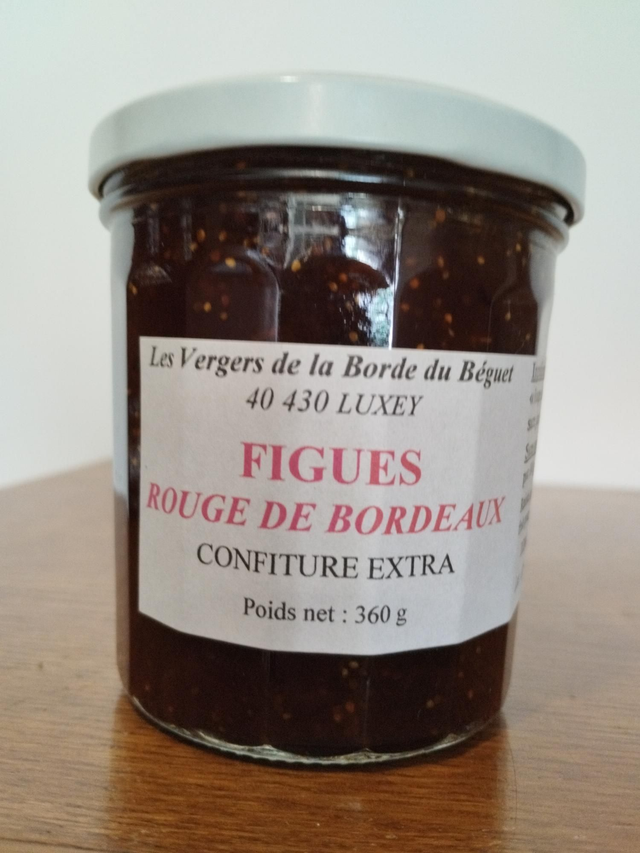 Les Vergers de la Borde du Béguet
40 430 LUXEY
FIGUES
ROUGE DE BORDEAUX
CONFITURE EXTRA
Poids net : 360 g